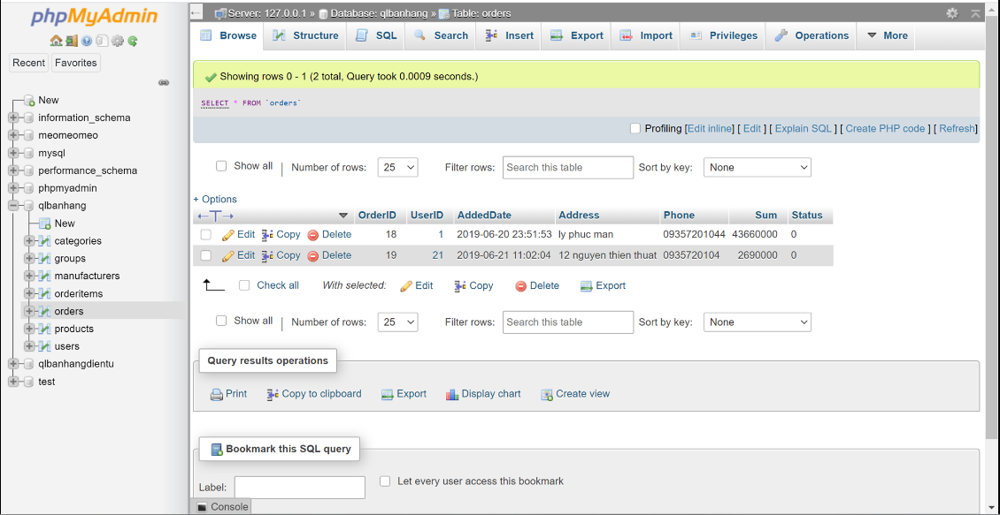 phpMyAdmin
Recent Favorites
New
information_schema
meomeomeo
mysql
performance_schema
phpmyadmin
qlbanhang
New
categories
groups
manufacturers
orderitems
orders
products
users
qlbanhangdientu
test
Server: 127.0.0.1 » Database: qlbanhang » Table: orders
Browse Structure SQL Search Insert Export Import Privileges Operations More
Showing rows 0 - 1 (2 total, Query took 0.0009 seconds.)
SELECT * FROM `orders`
Profiling [Edit inline] [ Edit ] [ Explain SQL ] [ Create PHP code ] [ Refresh]
Show all | Number of rows: 25 Filter rows: Search this table Sort by key: None
+ Options
←T→ OrderID UserID AddedDate Address Phone Sum Status
Edit Copy Delete 18 1 2019-06-20 23:51:53 ly phuc man 09357201044 43660000 0
Edit Copy Delete 19 21 2019-06-21 11:02:04 12 nguyen thien thuat 0935720104 2690000 0
Check all With selected: Edit Copy Delete Export
Show all | Number of rows: 25 Filter rows: Search this table Sort by key: None
Query results operations
Print Copy to clipboard Export Display chart Create view
Bookmark this SQL query
Label: Let every user access this bookmark
Console